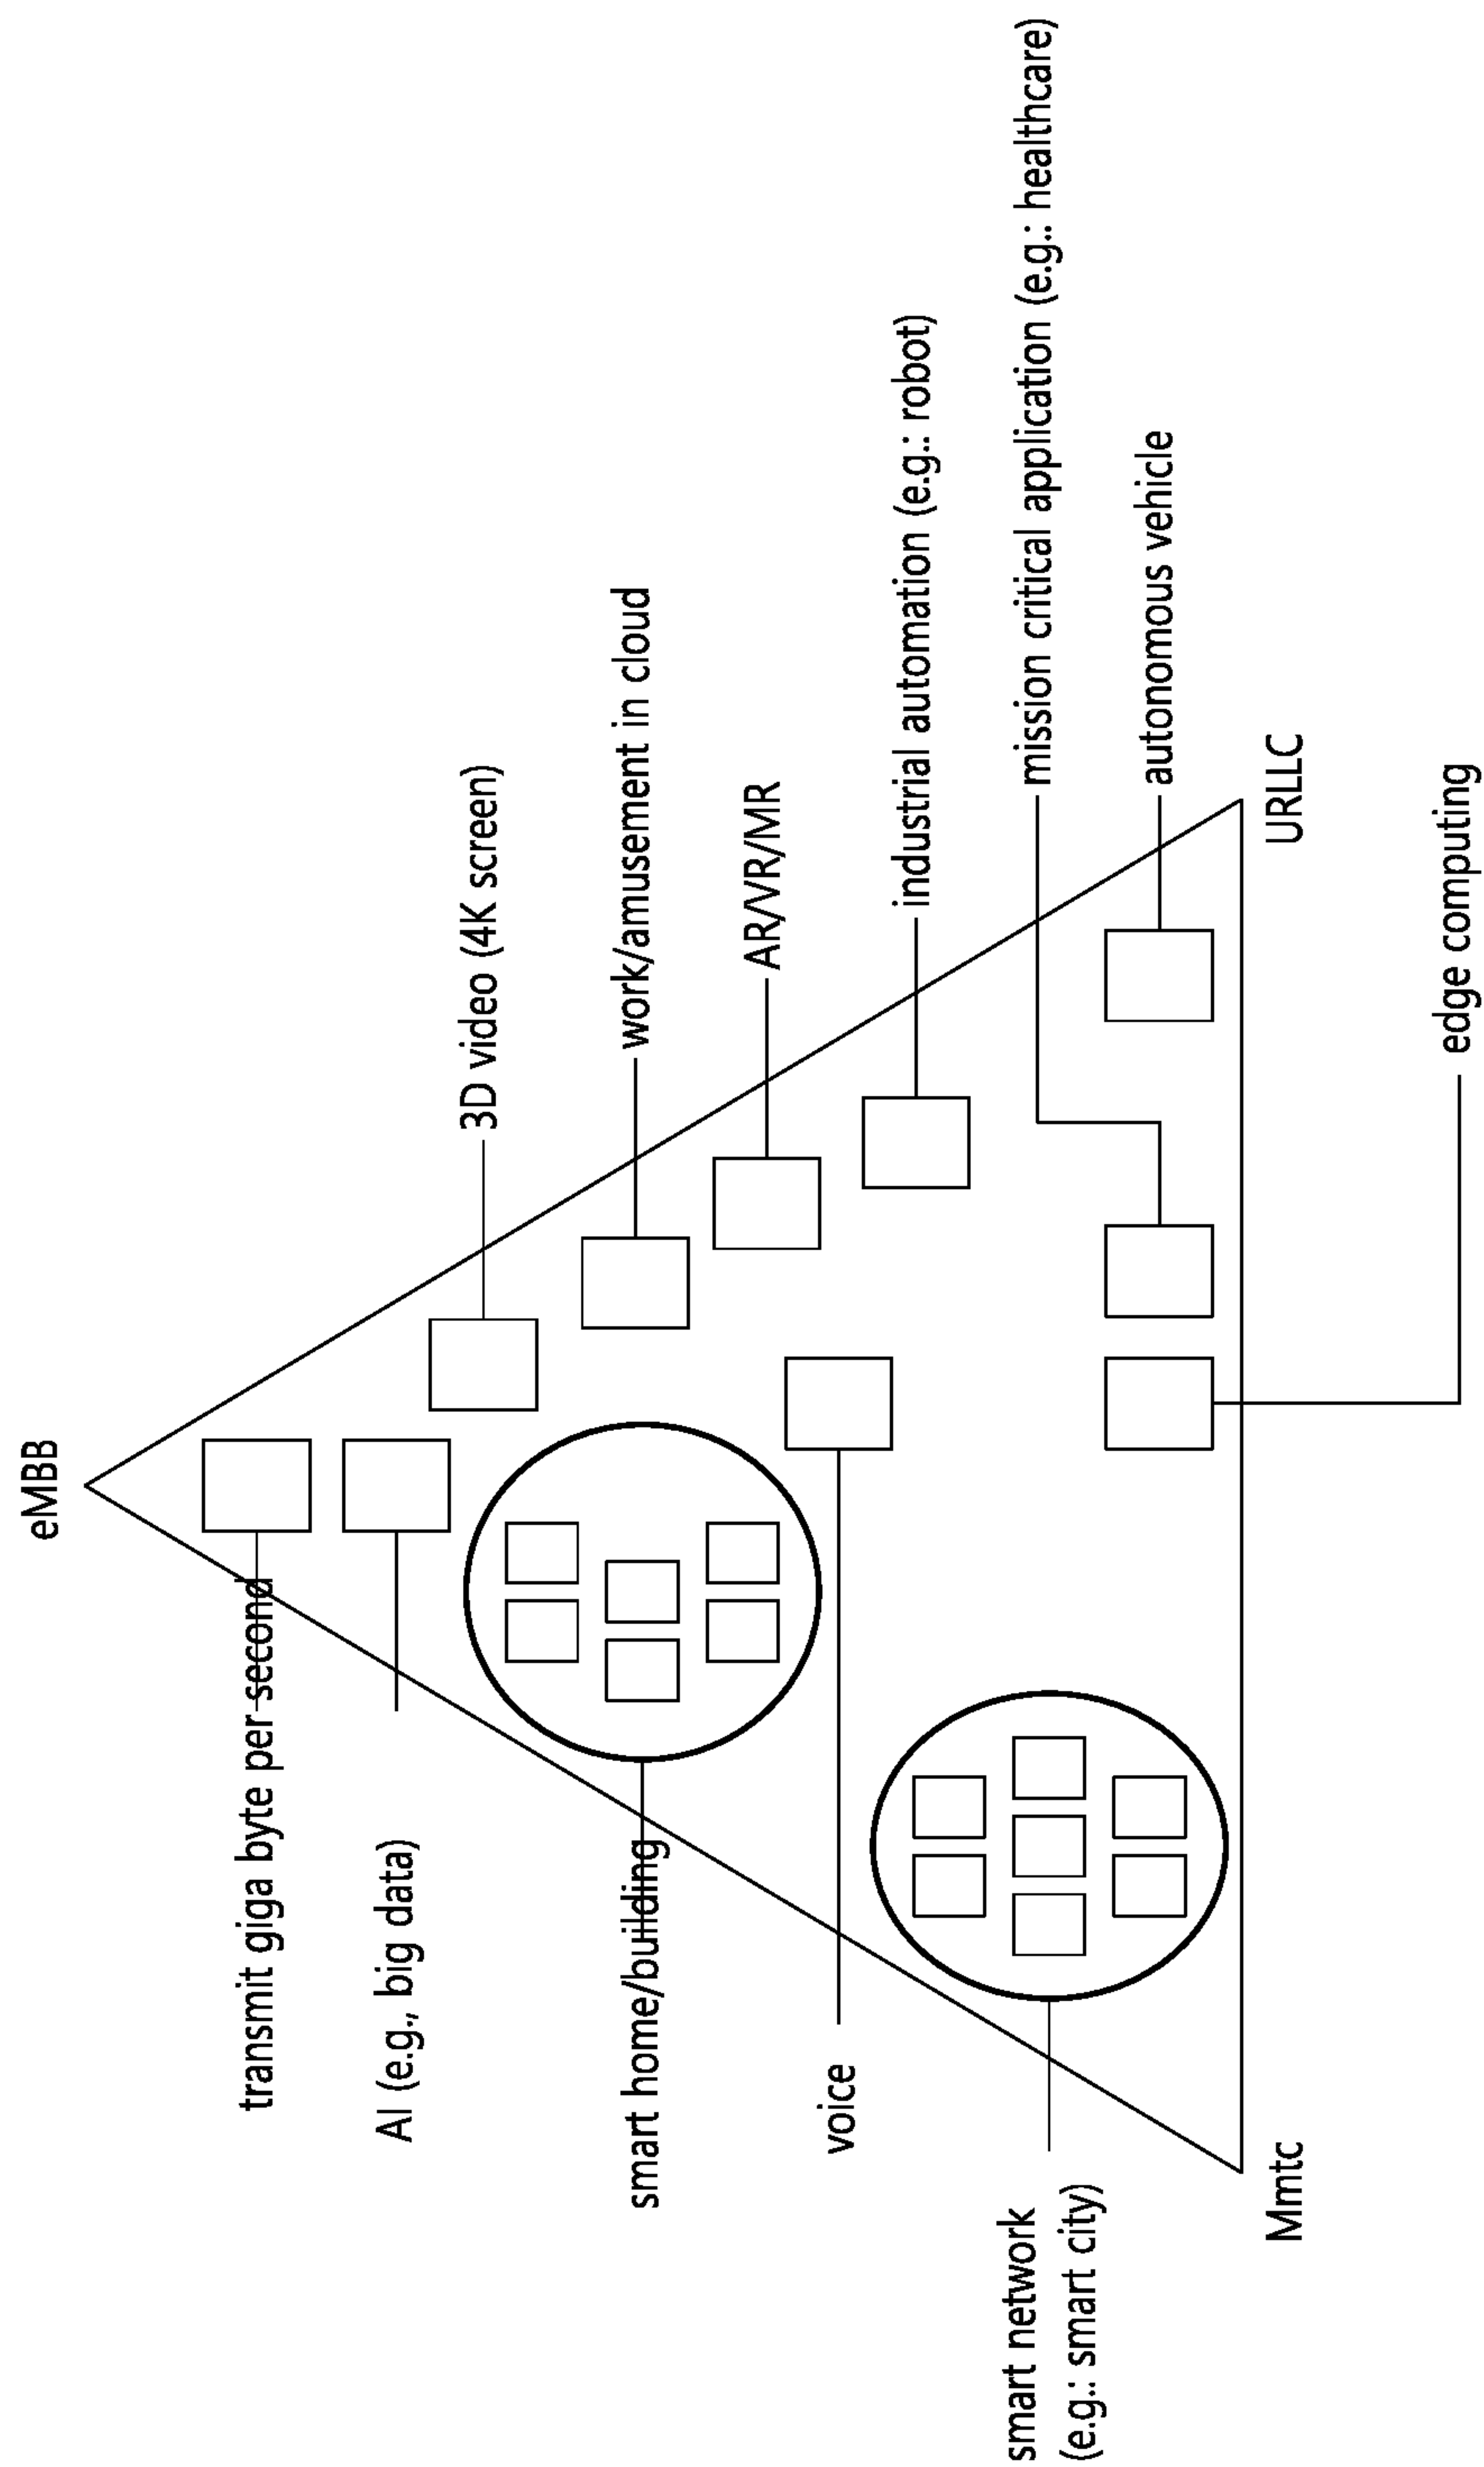 eMBB
transmit giga byte per second
AI (e.g., big data)
3D video (4K screen)
smart home/building
work/amusement in cloud
AR/VR/MR
voice
industrial automation (e.g.: robot)
smart network
(e.g.: smart city)
mission critical application (e.g.: healthcare)
autonomous vehicle
Mmtc
URLLC
edge computing